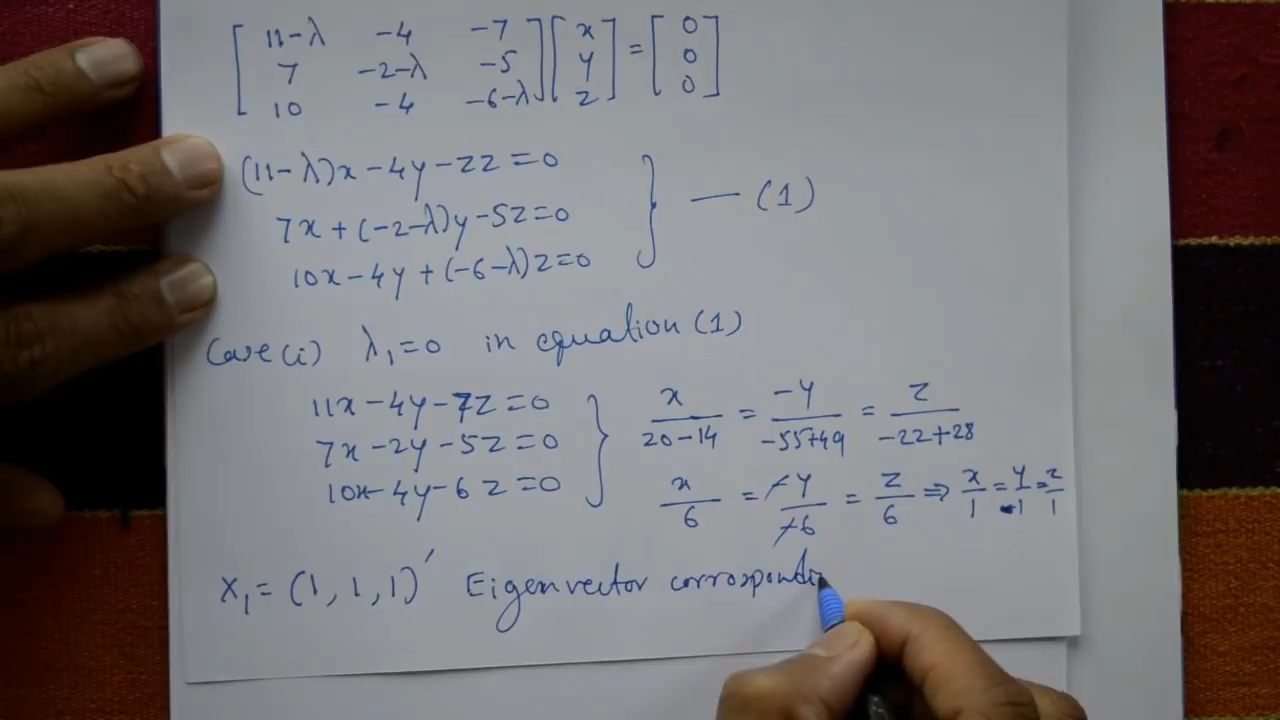 [ 11-λ -4 -7 ] [ x ] = [ 0 ]
[ 7 -2-λ -5 ] [ y ] [ 0 ]
[ 10 -4 -6-λ ] [ z ] [ 0 ]
(11-λ)x - 4y - 7z = 0
7x + (-2-λ)y - 5z = 0 } — (1)
10x - 4y + (-6-λ)z = 0
Case (i) λ₁ = 0 in equation (1)
11x - 4y - 7z = 0
7x - 2y - 5z = 0 }
10x - 4y - 6z = 0
x/(20-14) = -y/(-55+49) = z/(-22+28)
x/6 = -y/-6 = z/6 ⇒ x/1 = y/1 = z/1
X₁ = (1, 1, 1)′ Eigenvector correspondi